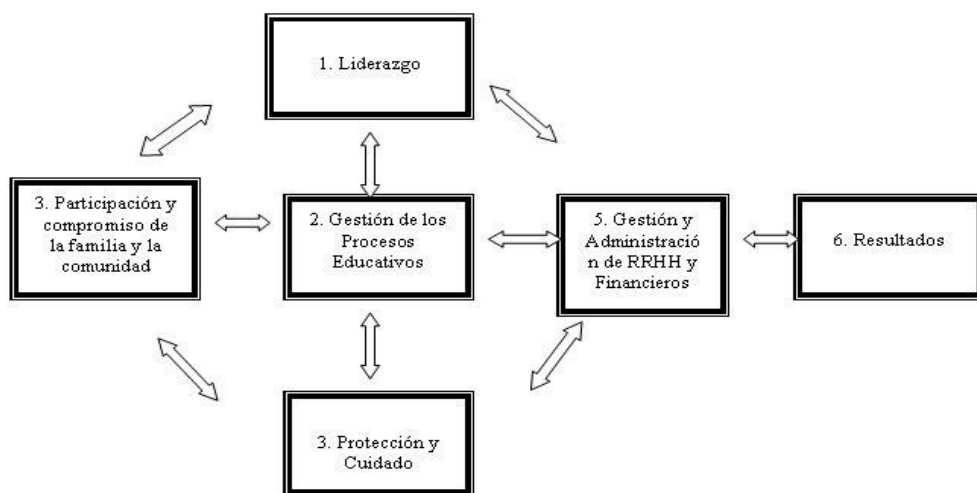 1. Liderazgo
3. Participación y
compromiso de
la familia y la
comunidad
2. Gestión de los
Procesos
Educativos
5. Gestión y
Administració
n de RRHH y
Financieros
6. Resultados
3. Protección y
Cuidado